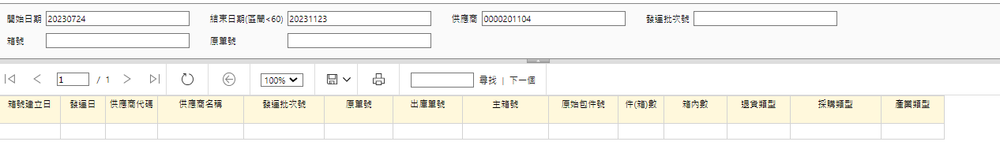 開始日期 20230724 結束日期(區間<60) 20231123 供應商 0000201104 發運批次號
箱號 原單號
1 / 1 100% 尋找 | 下一個
箱號建立日 發運日 供應商代碼 供應商名稱 發運批次號 原單號 出庫單號 主箱號 原始包件號 件(箱)數 箱內數 退貨類型 採購類型 產業類型